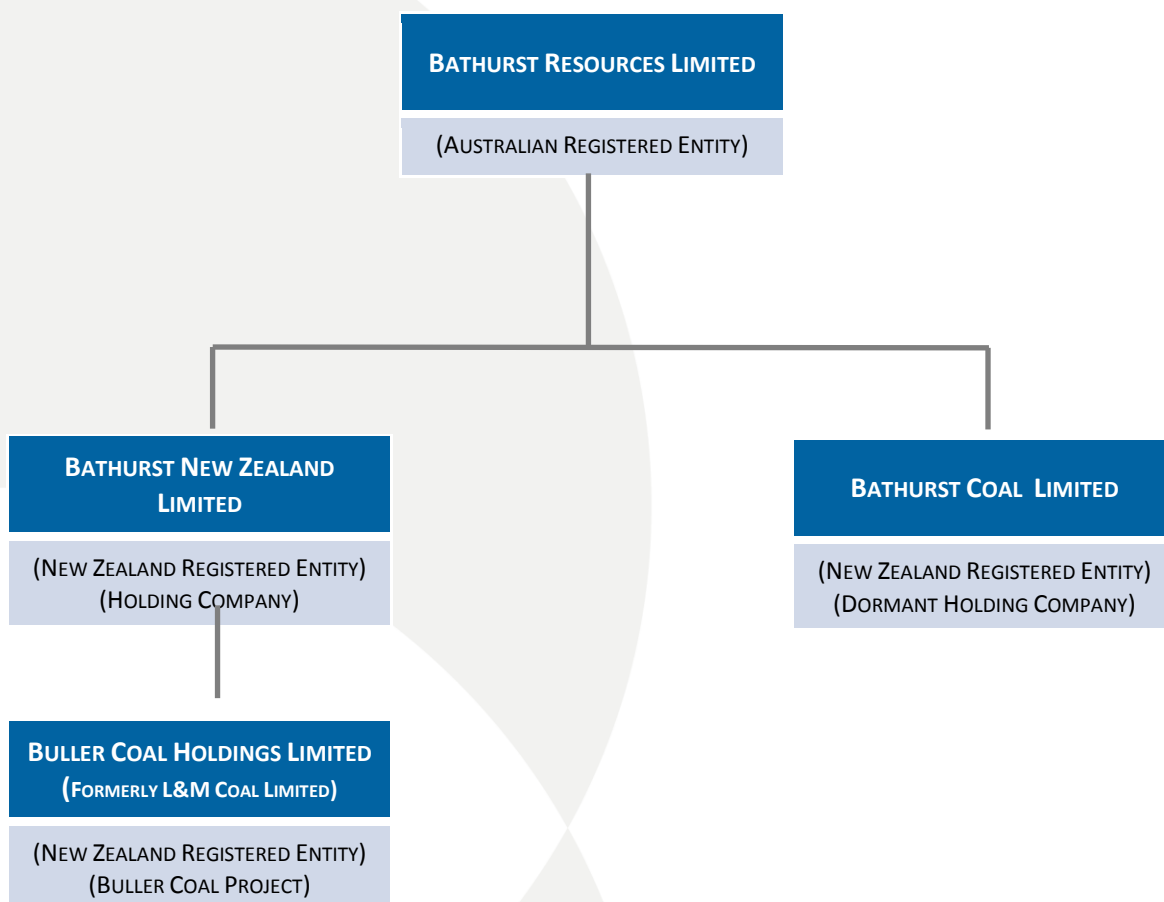 BATHURST RESOURCES LIMITED
(AUSTRALIAN REGISTERED ENTITY)
BATHURST NEW ZEALAND
LIMITED
(NEW ZEALAND REGISTERED ENTITY)
(HOLDING COMPANY)
BATHURST COAL LIMITED
(NEW ZEALAND REGISTERED ENTITY)
(DORMANT HOLDING COMPANY)
BULLER COAL HOLDINGS LIMITED
(FORMERLY L&M COAL LIMITED)
(NEW ZEALAND REGISTERED ENTITY)
(BULLER COAL PROJECT)